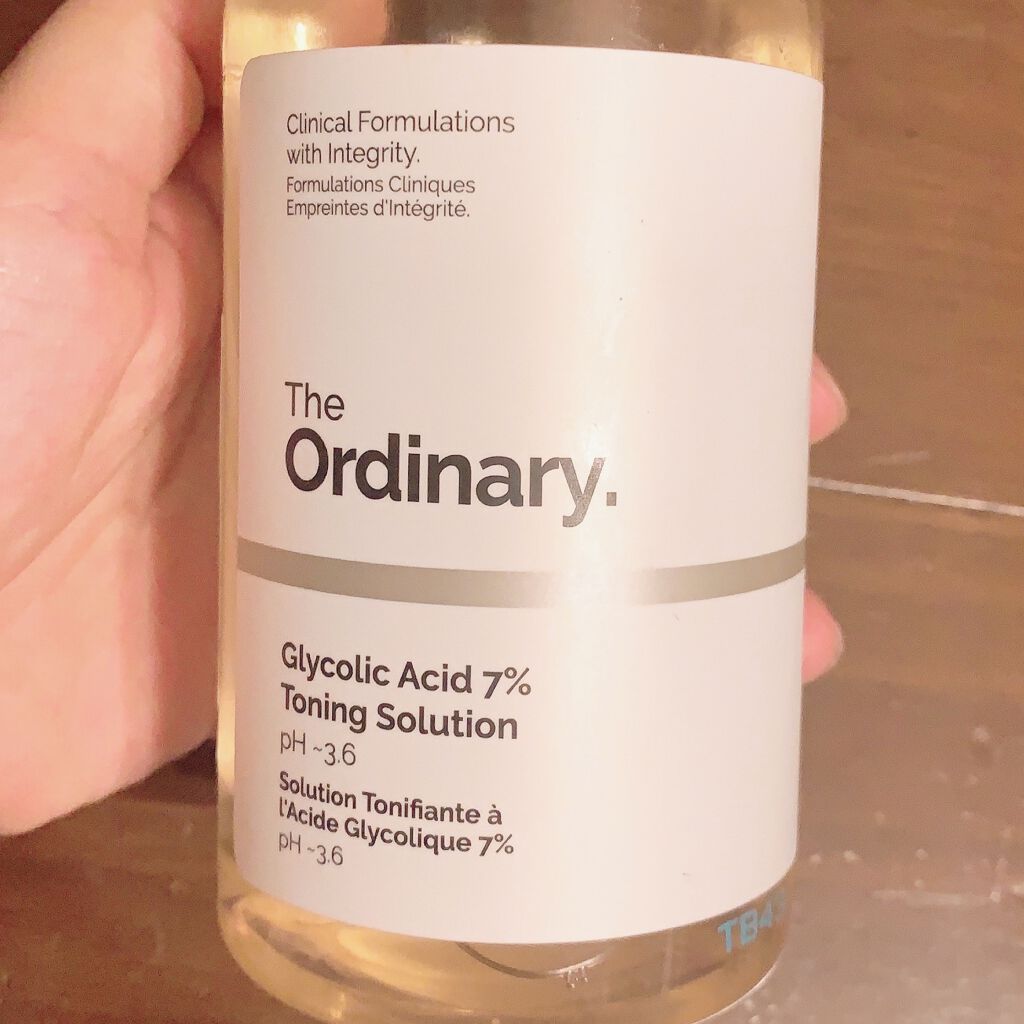 Clinical Formulations
with Integrity.
Formulations Cliniques
Empreintes d'Intégrité.
The
Ordinary.
Glycolic Acid 7%
Toning Solution
pH ~3.6
Solution Tonifiante à
l'Acide Glycolique 7%
pH ~3.6